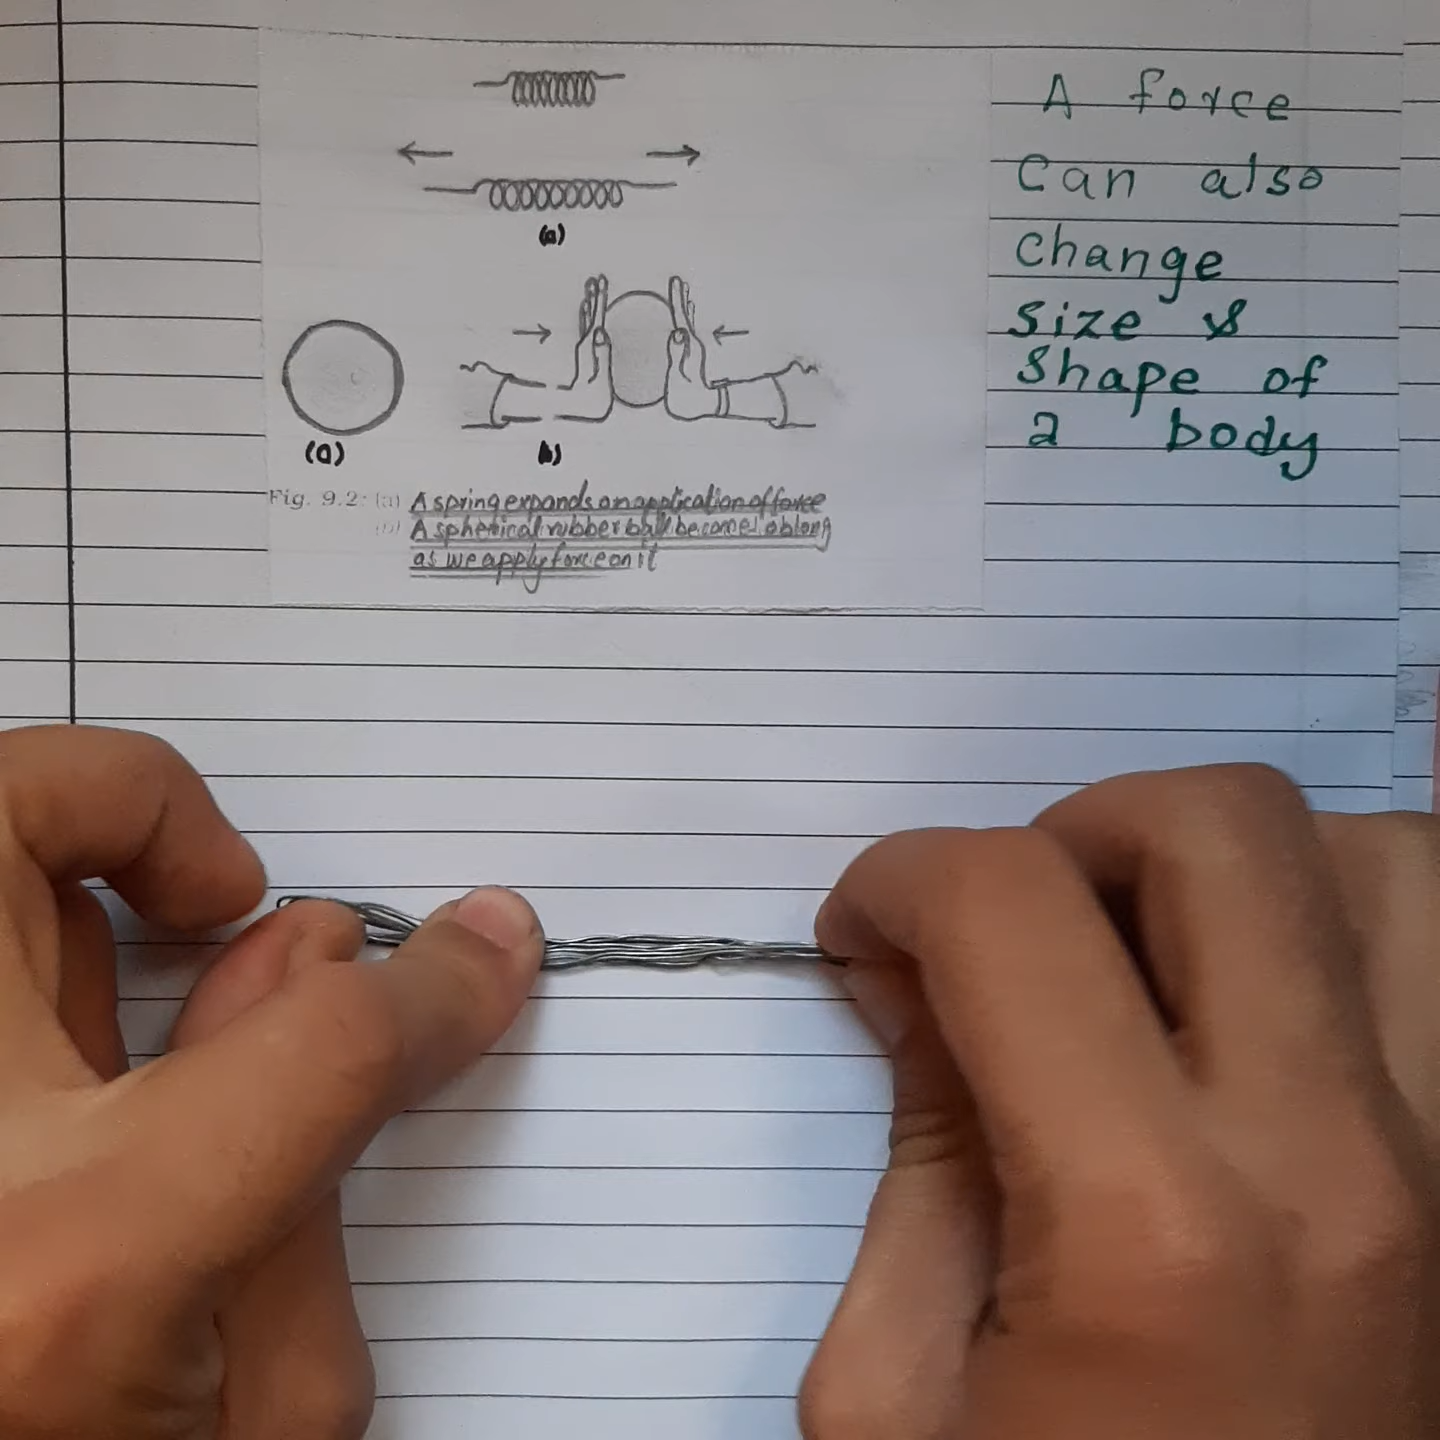 (a)
(a)
b)
Fig. 9.2: (a) A spring expands on application of force
(b) A spherical rubber ball becomes oblong
as we apply force on it
A force
Can also
Change
Size &
Shape of
a body